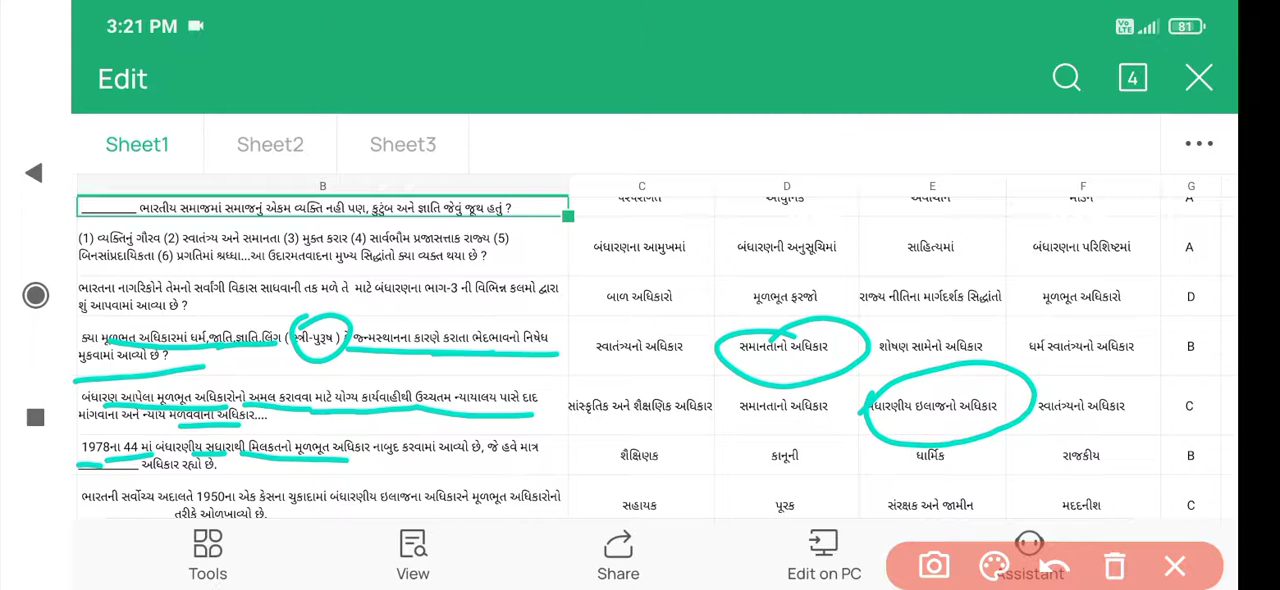 3:21 PM
Vo LTE
81
Edit
4
Sheet1
Sheet2
Sheet3
B
C
D
E
F
G
_________ ભારતીય સમાજમાં સમાજનું એકમ વ્યક્તિ નહી પણ, કુટુંબ અને જ્ઞાતિ જેવું જૂથ હતું ?
A
(1) વ્યક્તિનું ગૌરવ (2) સ્વાતંત્ર્ય અને સમાનતા (3) મુક્ત કરાર (4) સાર્વભૌમ પ્રજાસત્તાક રાજ્ય (5)
બિનસાંપ્રદાયિકતા (6) પ્રગતિમાં શ્રધ્ધા...આ ઉદારમતવાદના મુખ્ય સિદ્ધાંતો ક્યા વ્યક્ત થયા છે ?
બંધારણના આમુખમાં
બંધારણની અનુસૂચિમાં
સાહિત્યમાં
બંધારણના પરિશિષ્ટમાં
A
ભારતના નાગરિકોને તેમનો સર્વાંગી વિકાસ સાધવાની તક મળે તે માટે બંધારણના ભાગ-3 ની વિભિન્ન કલમો દ્વારા
શું આપવામાં આવ્યા છે ?
બાળ અધિકારો
મૂળભૂત ફરજો
રાજ્ય નીતિના માર્ગદર્શક સિદ્ધાંતો
મૂળભૂત અધિકારો
D
ક્યા મૂળભૂત અધિકારમાં ધર્મ,જાતિ,જ્ઞાતિ,લિંગ ( સ્ત્રી-પુરૂષ ) કે જન્મસ્થાનના કારણે કરાતા ભેદભાવનો નિષેધ
મુકવામાં આવ્યો છે ?
સ્વાતંત્ર્યનો અધિકાર
સમાનતાનો અધિકાર
શોષણ સામેનો અધિકાર
ધર્મ સ્વાતંત્ર્યનો અધિકાર
B
બંધારણ આપેલા મૂળભૂત અધિકારોનો અમલ કરાવવા માટે યોગ્ય કાર્યવાહીથી ઉચ્ચતમ ન્યાયાલય પાસે દાદ
માંગવાના અને ન્યાય મળવવાના અધિકાર....
સાંસ્કૃતિક અને શૈક્ષણિક અધિકાર
સમાનતાનો અધિકાર
બંધારણીય ઇલાજનો અધિકાર
સ્વાતંત્ર્યનો અધિકાર
C
1978ના 44 માં બંધારણીય સુધારાથી મિલકતનો મૂળભૂત અધિકાર નાબુદ કરવામાં આવ્યો છે, જે હવે માત્ર
_________ અધિકાર રહ્યો છે.
શૈક્ષણિક
કાનૂની
ધાર્મિક
રાજકીય
B
ભારતની સર્વોચ્ચ અદાલતે 1950ના એક કેસના ચુકાદામાં બંધારણીય ઇલાજના અધિકારને મૂળભૂત અધિકારોનો
_________ તરીકે ઓળખાવ્યો છે.
સહાયક
પૂરક
સંરક્ષક અને જામીન
મદદનીશ
C
Tools
View
Share
Edit on PC
Assistant